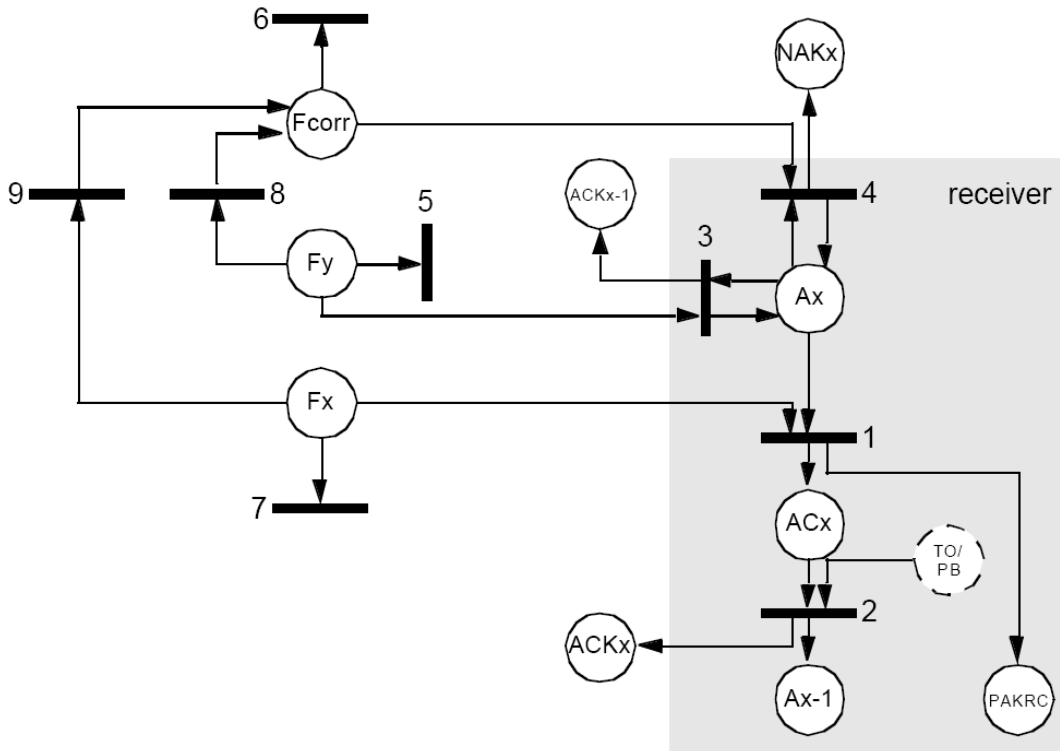 6
NAKx
Fcorr
9
8
ACKx-1
4
receiver
5
3
Fy
Ax
Fx
1
7
ACx
TO/
PB
2
ACKx
Ax-1
PAKRC